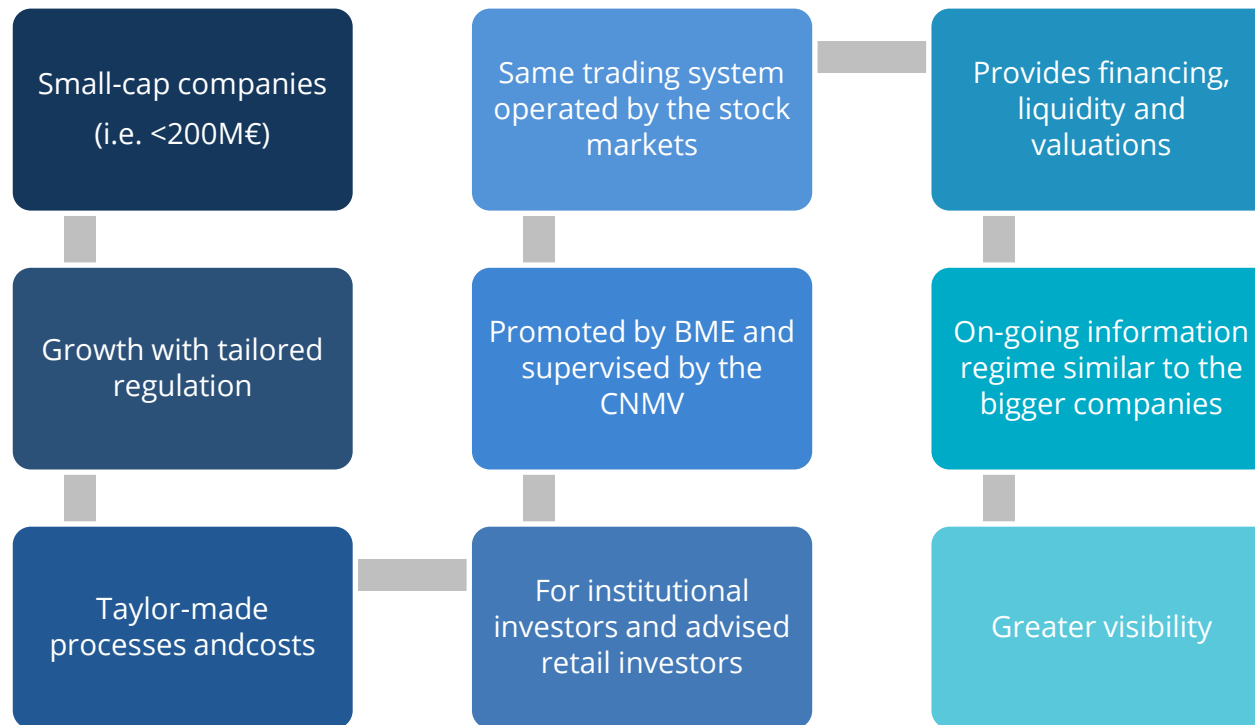 Small-cap companies
(i.e. <200M€)
Growth with tailored
regulation
Taylor-made
processes andcosts
For institutional
investors and advised
retail investors
Promoted by BME and
supervised by the
CNMV
Same trading system
operated by the stock
markets
Provides financing,
liquidity and
valuations
On-going information
regime similar to the
bigger companies
Greater visibility